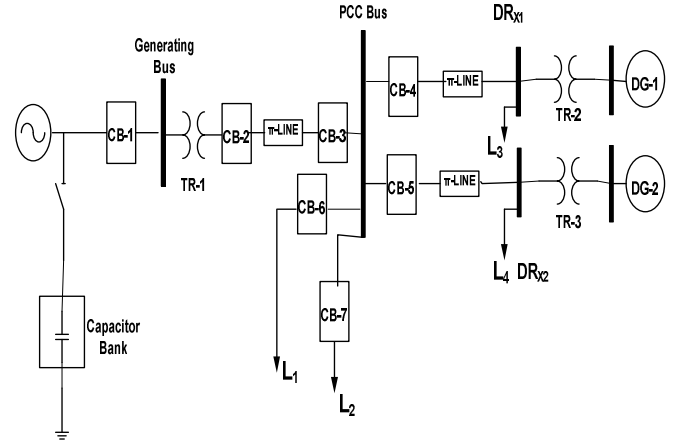 PCC Bus
DRX1
Generating
Bus
CB-1
CB-2
π-LINE
CB-3
CB-4
π-LINE
DG-1
TR-2
L3
TR-1
CB-5
π-LINE
DG-2
TR-3
CB-6
L4 DRX2
CB-7
Capacitor
Bank
L1
L2